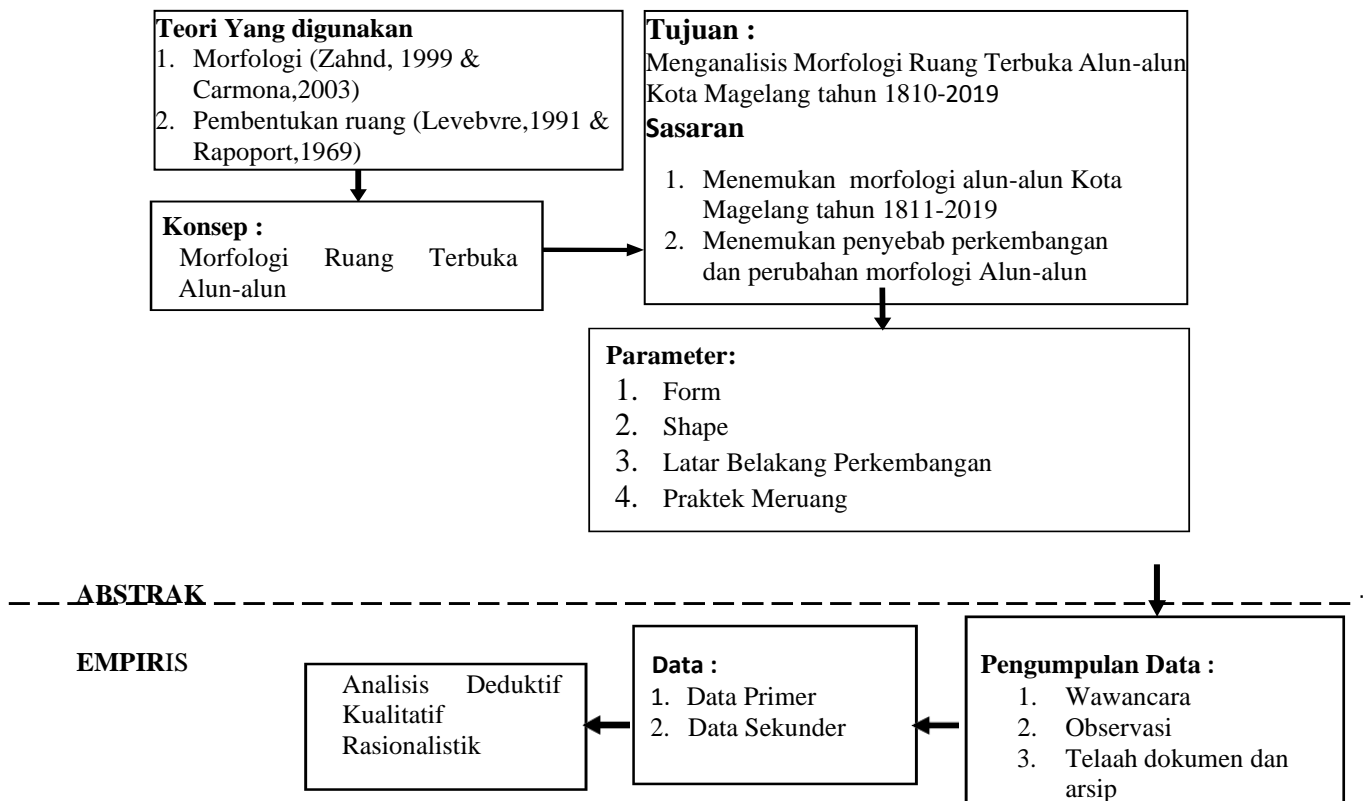 Teori Yang digunakan
1. Morfologi (Zahnd, 1999 &
Carmona,2003)
2. Pembentukan ruang (Levebvre,1991 &
Rapoport,1969)
Konsep :
Morfologi Ruang Terbuka
Alun-alun
Tujuan :
Menganalisis Morfologi Ruang Terbuka Alun-alun
Kota Magelang tahun 1810-2019
Sasaran
1. Menemukan morfologi alun-alun Kota
Magelang tahun 1811-2019
2. Menemukan penyebab perkembangan
dan perubahan morfologi Alun-alun
Parameter:
1. Form
2. Shape
3. Latar Belakang Perkembangan
4. Praktek Meruang
ABSTRAK
EMPIRIS
Analisis Deduktif
Kualitatif
Rasionalistik
Data :
1. Data Primer
2. Data Sekunder
Pengumpulan Data :
1. Wawancara
2. Observasi
3. Telaah dokumen dan
arsip